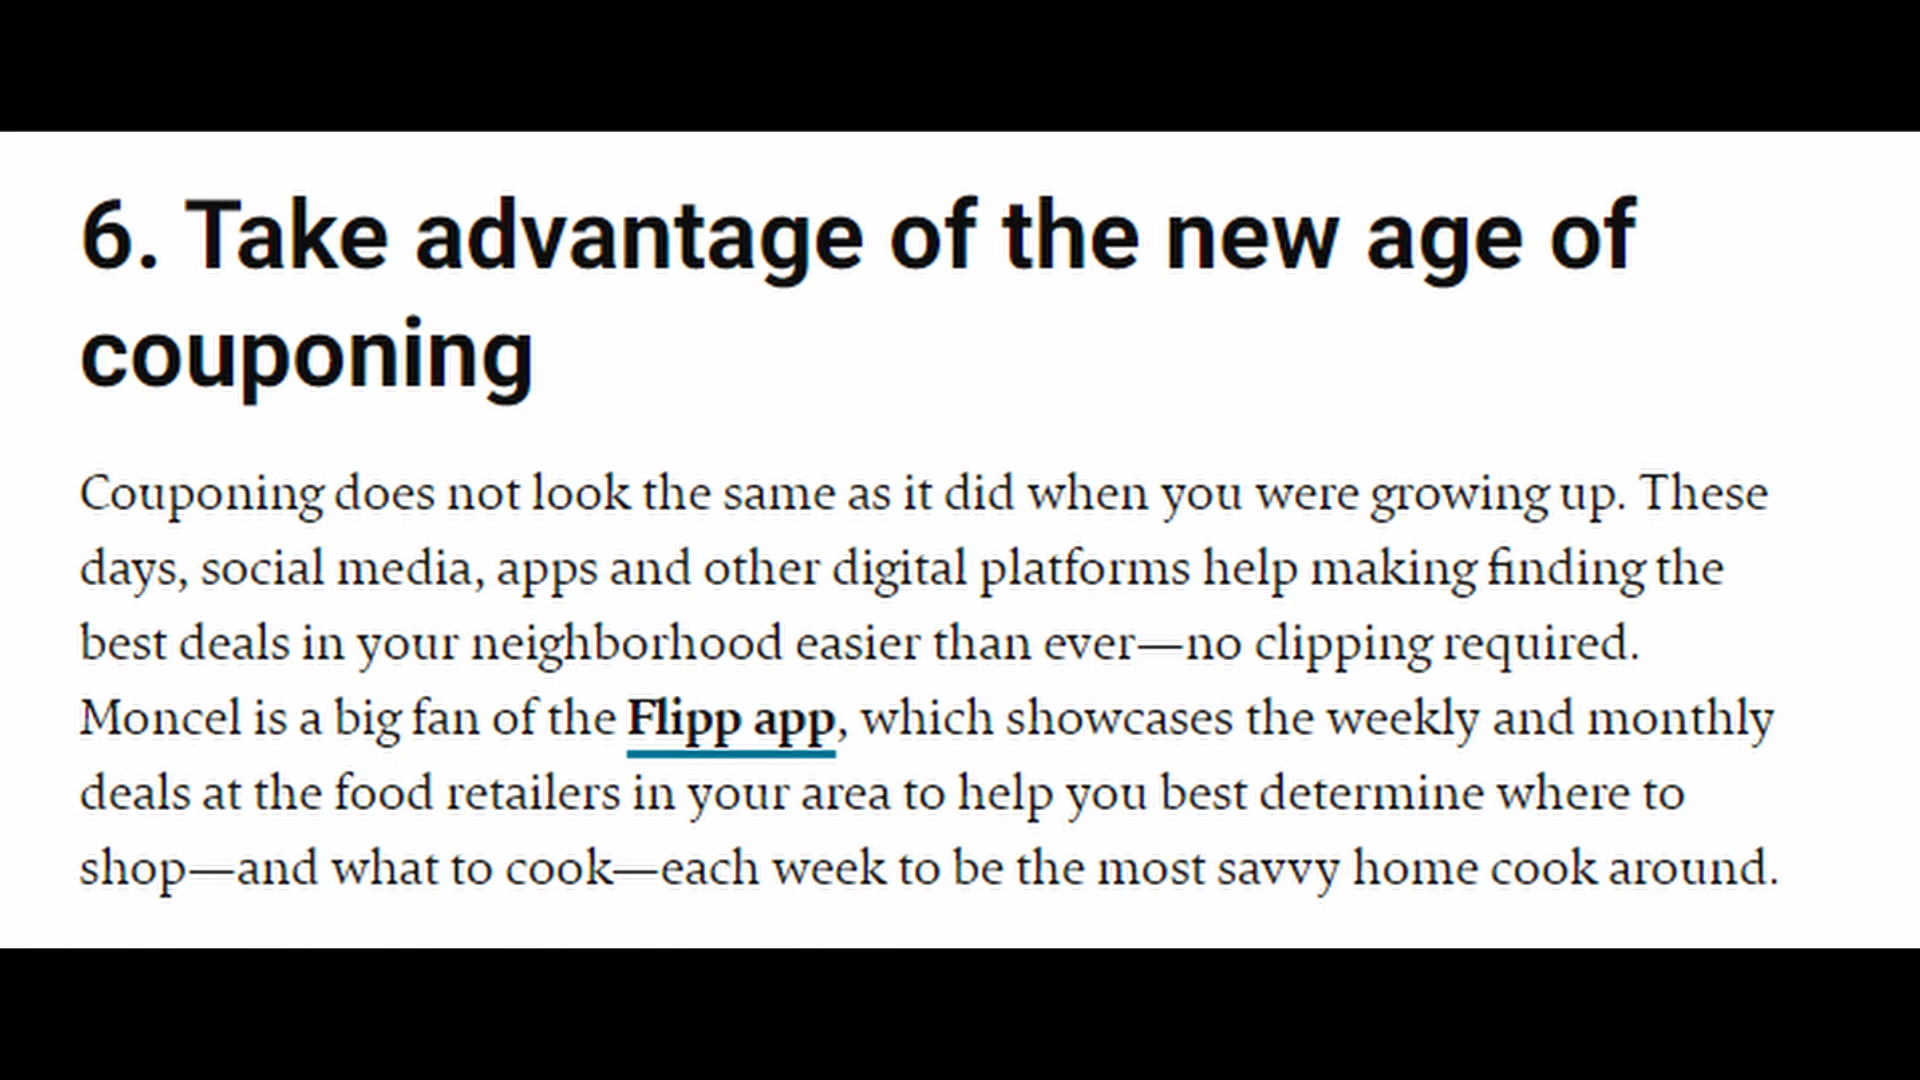 6. Take advantage of the new age of
couponing
Couponing does not look the same as it did when you were growing up. These
days, social media, apps and other digital platforms help making finding the
best deals in your neighborhood easier than ever—no clipping required.
Moncel is a big fan of the Flipp app, which showcases the weekly and monthly
deals at the food retailers in your area to help you best determine where to
shop—and what to cook—each week to be the most savvy home cook around.